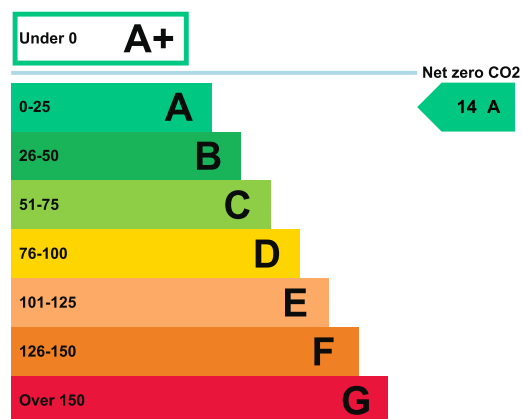 Under 0 A+
Net zero CO2
0-25 A
14 A
26-50 B
51-75 C
76-100 D
101-125 E
126-150 F
Over 150 G